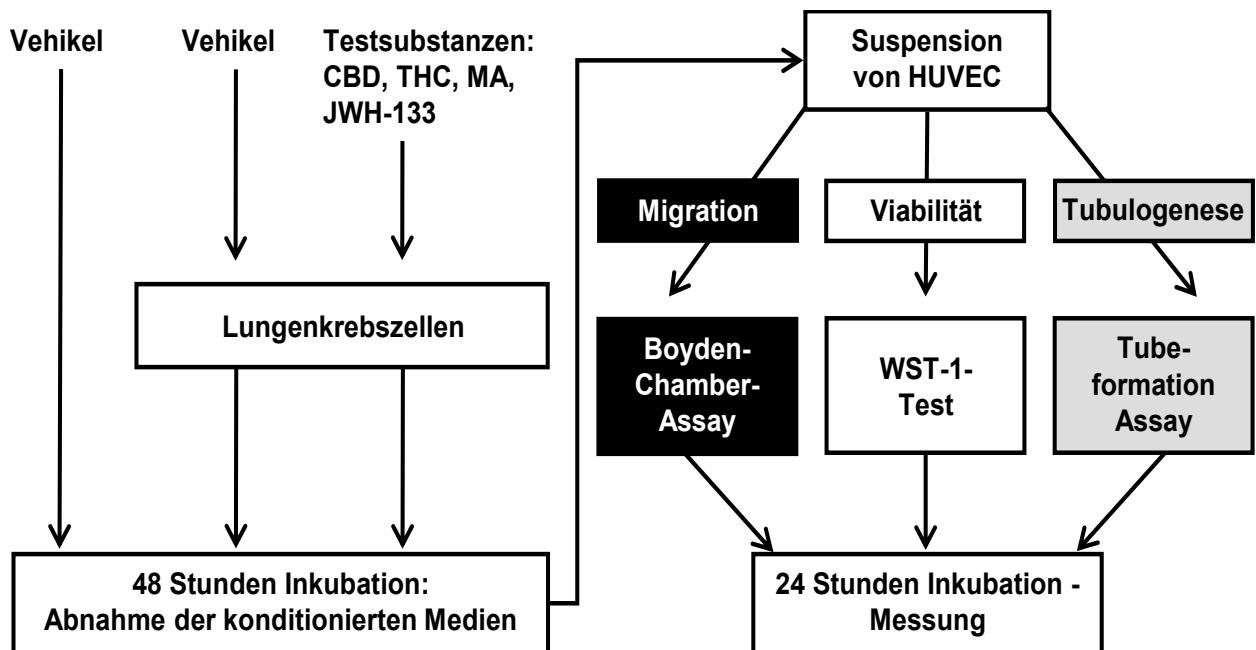 Vehikel
Vehikel
Testsubstanzen:
CBD, THC, MA,
JWH-133
Lungenkrebszellen
48 Stunden Inkubation:
Abnahme der konditionierten Medien
Suspension
von HUVEC
Migration
Viabilität
Tubulogenese
Boyden-
Chamber-
Assay
WST-1-
Test
Tube-
formation
Assay
24 Stunden Inkubation -
Messung